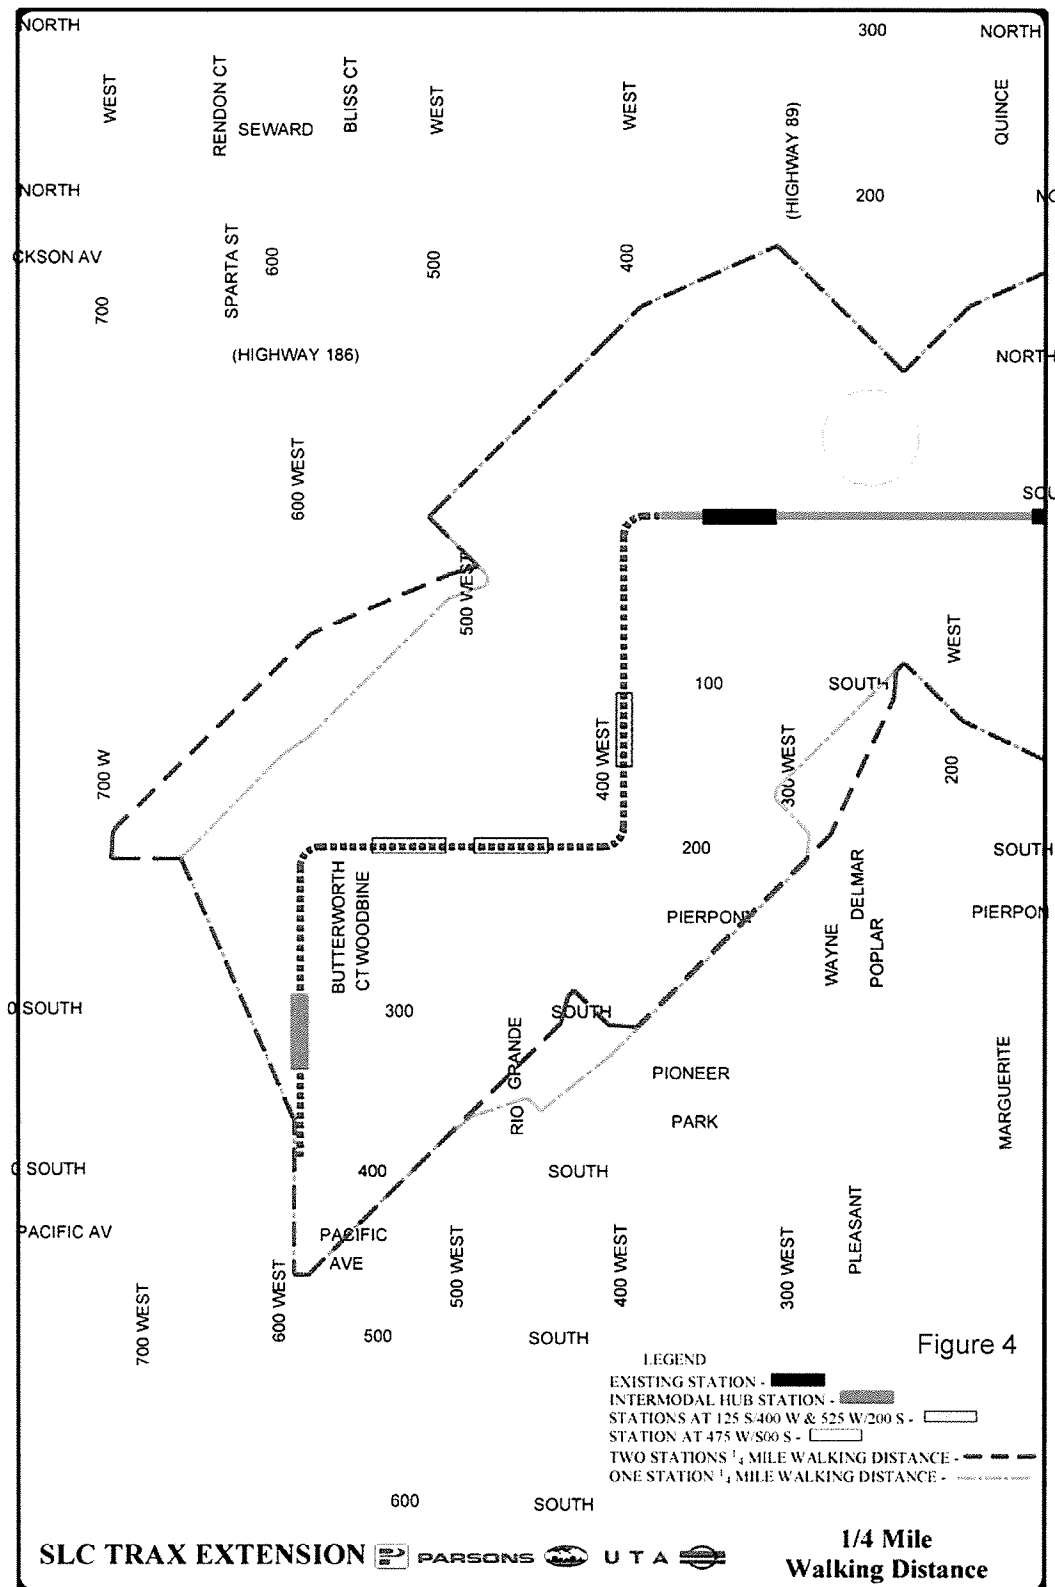 NORTH
300
NORTH
WEST
RENDON CT
SEWARD
BLISS CT
WEST
WEST
(HIGHWAY 89)
QUINCE
NORTH
200
NO
CKSON AV
SPARTA ST
600
500
400
700
(HIGHWAY 186)
NORTH
600 WEST
SOU
500 WEST
100
SOUTH
WEST
700 W
400 WEST
300 WEST
200
200
SOUTH
BUTTERWORTH
CT WOODBINE
PIERPONT
WAYNE
DELMAR
POPLAR
PIERPON
0 SOUTH
300
SOUTH
RIO GRANDE
PIONEER
PARK
MARGUERITE
0 SOUTH
400
SOUTH
PACIFIC AV
PACIFIC
AVE
500 WEST
400 WEST
300 WEST
PLEASANT
700 WEST
600 WEST
500
SOUTH
Figure 4
LEGEND
EXISTING STATION -
INTERMODAL HUB STATION -
STATIONS AT 125 S/400 W & 525 W/200 S -
STATION AT 475 W/S00 S -
TWO STATIONS 1/4 MILE WALKING DISTANCE -
ONE STATION 1/4 MILE WALKING DISTANCE -
600
SOUTH
SLC TRAX EXTENSION PARSONS U T A
1/4 Mile
Walking Distance